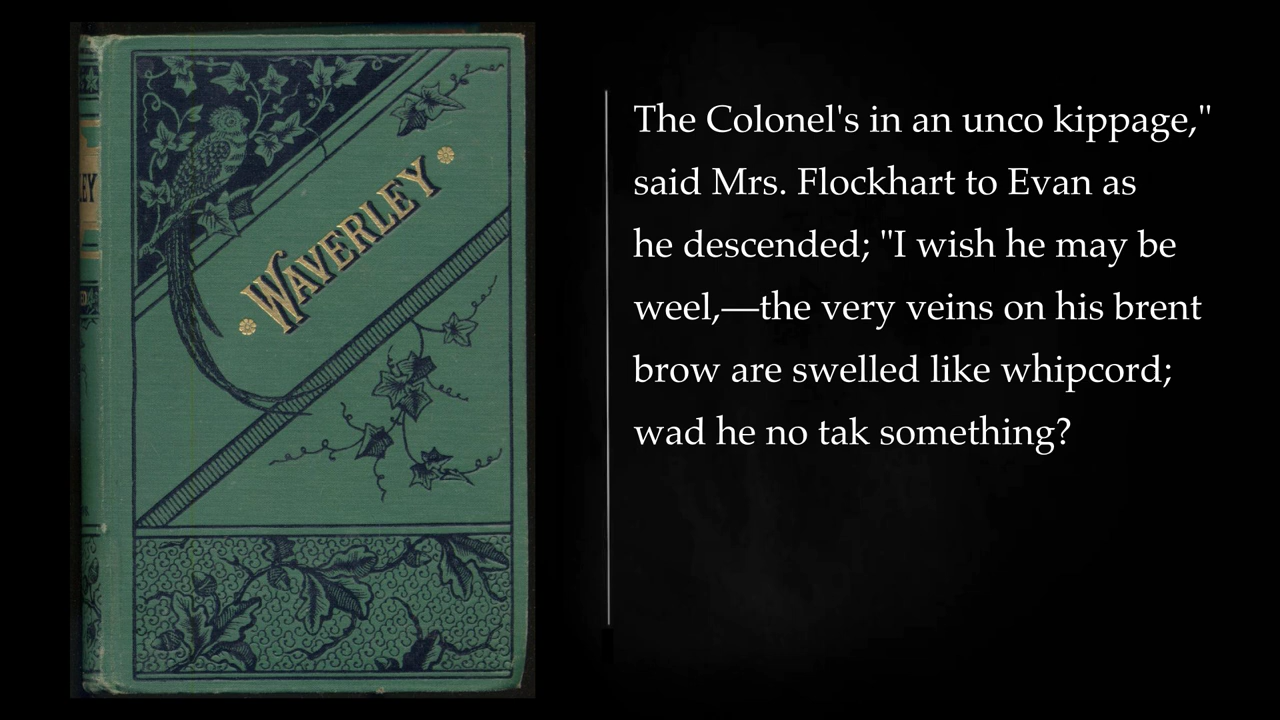 WAVERLEY
EY
The Colonel's in an unco kippage,"
said Mrs. Flockhart to Evan as
he descended; "I wish he may be
weel,—the very veins on his brent
brow are swelled like whipcord;
wad he no tak something?